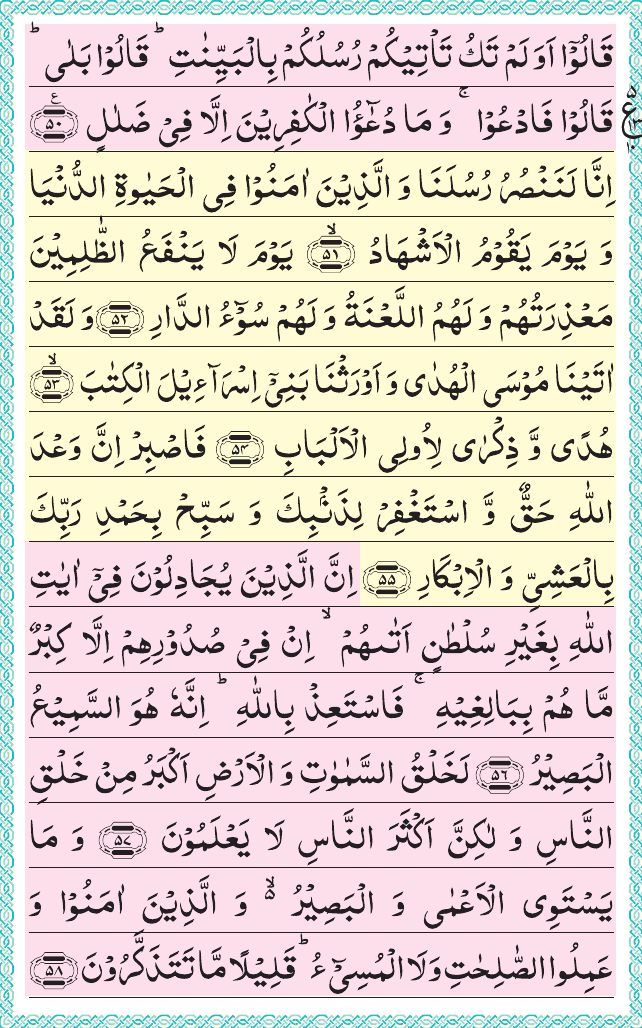 قَالُوۡۤا اَوَلَمۡ تَكُ تَاۡتِيۡكُمۡ رُسُلُكُمۡ بِالۡبَيِّنٰتِ ؕ قَالُوۡا بَلٰى ؕ
قَالُوۡا فَادۡعُوۡا ۚ وَ مَا دُعٰٓؤُا الۡكٰفِرِيۡنَ اِلَّا فِىۡ ضَلٰلٍ ﴿۵۰﴾
اِنَّا لَنَنۡصُرُ رُسُلَنَا وَ الَّذِيۡنَ اٰمَنُوۡا فِى الۡحَيٰوةِ الدُّنۡيَا
وَ يَوۡمَ يَقُوۡمُ الۡاَشۡهَادُ ۙ﴿۵۱﴾ يَوۡمَ لَا يَنۡفَعُ الظّٰلِمِيۡنَ
مَعۡذِرَتُهُمۡ وَ لَهُمُ اللَّعۡنَةُ وَ لَهُمۡ سُوۡٓءُ الدَّارِ ﴿۵۲﴾ وَ لَقَدۡ
اٰتَيۡنَا مُوۡسَى الۡهُدٰى وَ اَوۡرَثۡنَا بَنِىۡۤ اِسۡرَآءِيۡلَ الۡكِتٰبَ ۙ﴿۵۳﴾
هُدًى وَّ ذِكۡرٰى لِاُولِى الۡاَلۡبَابِ ﴿۵۴﴾ فَاصۡبِرۡ اِنَّ وَعۡدَ
اللّٰهِ حَقٌّ وَّ اسۡتَغۡفِرۡ لِذَنۡۢبِكَ وَ سَبِّحۡ بِحَمۡدِ رَبِّكَ
بِالۡعَشِىِّ وَ الۡاِبۡكَارِ ﴿۵۵﴾ اِنَّ الَّذِيۡنَ يُجَادِلُوۡنَ فِىۡۤ اٰيٰتِ
اللّٰهِ بِغَيۡرِ سُلۡطٰنٍ اَتٰٮهُمۡ ۙ اِنۡ فِىۡ صُدُوۡرِهِمۡ اِلَّا كِبۡرٌ
مَّا هُمۡ بِبَالِغِيۡهِ ۚ فَاسۡتَعِذۡ بِاللّٰهِ ؕ اِنَّهٗ هُوَ السَّمِيۡعُ
الۡبَصِيۡرُ ﴿۵۶﴾ لَخَلۡقُ السَّمٰوٰتِ وَ الۡاَرۡضِ اَكۡبَرُ مِنۡ خَلۡقِ
النَّاسِ وَ لٰكِنَّ اَكۡثَرَ النَّاسِ لَا يَعۡلَمُوۡنَ ﴿۵۷﴾ وَ مَا
يَسۡتَوِى الۡاَعۡمٰى وَ الۡبَصِيۡرُ ۙ۬ وَ الَّذِيۡنَ اٰمَنُوۡا وَ
عَمِلُوا الصّٰلِحٰتِ وَلَا الۡمُسِىۡٓءُ ؕ قَلِيۡلًا مَّا تَتَذَكَّرُوۡنَ ﴿۵۸﴾